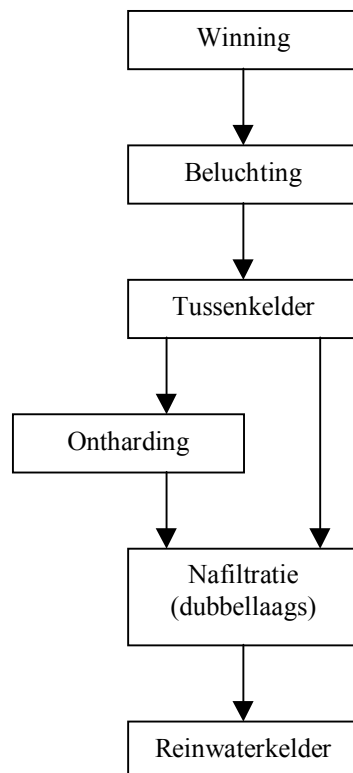 Winning
Beluchting
Tussenkelder
Ontharding
Nafiltratie
(dubbellaags)
Reinwaterkelder